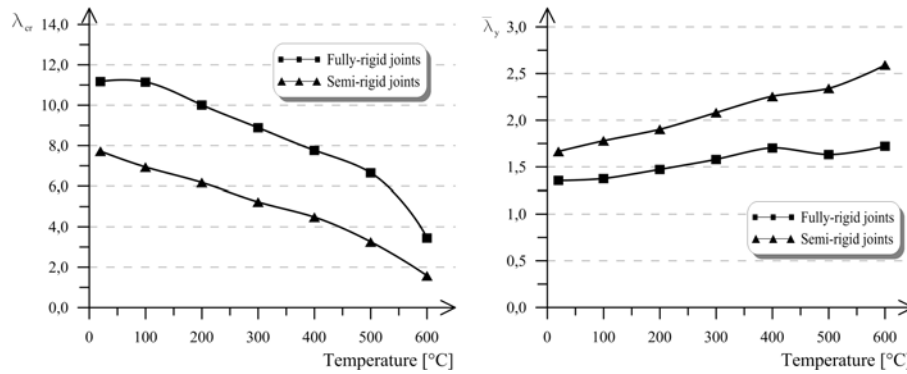 λcr
14,0
12,0
10,0
8,0
6,0
4,0
2,0
0,0
Fully-rigid joints
Semi-rigid joints
0 100 200 300 400 500 600
Temperature [°C]
λ̅y
3,0
2,5
2,0
1,5
1,0
0,5
0,0
Fully-rigid joints
Semi-rigid joints
0 100 200 300 400 500 600
Temperature [°C]